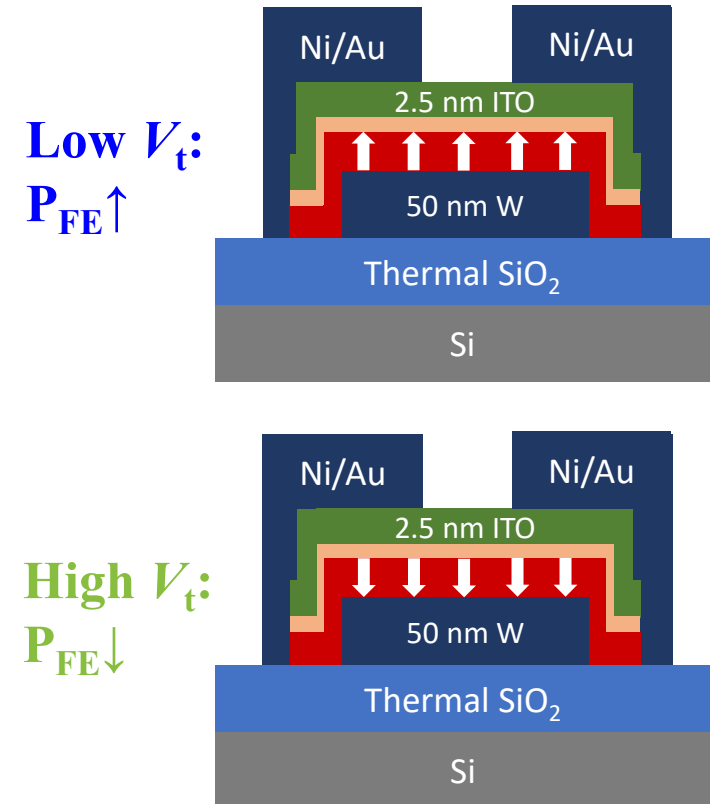 Ni/Au
Ni/Au
2.5 nm ITO
Low Vt:
PFE↑
50 nm W
Thermal SiO2
Si
Ni/Au
Ni/Au
2.5 nm ITO
High Vt:
PFE↓
50 nm W
Thermal SiO2
Si